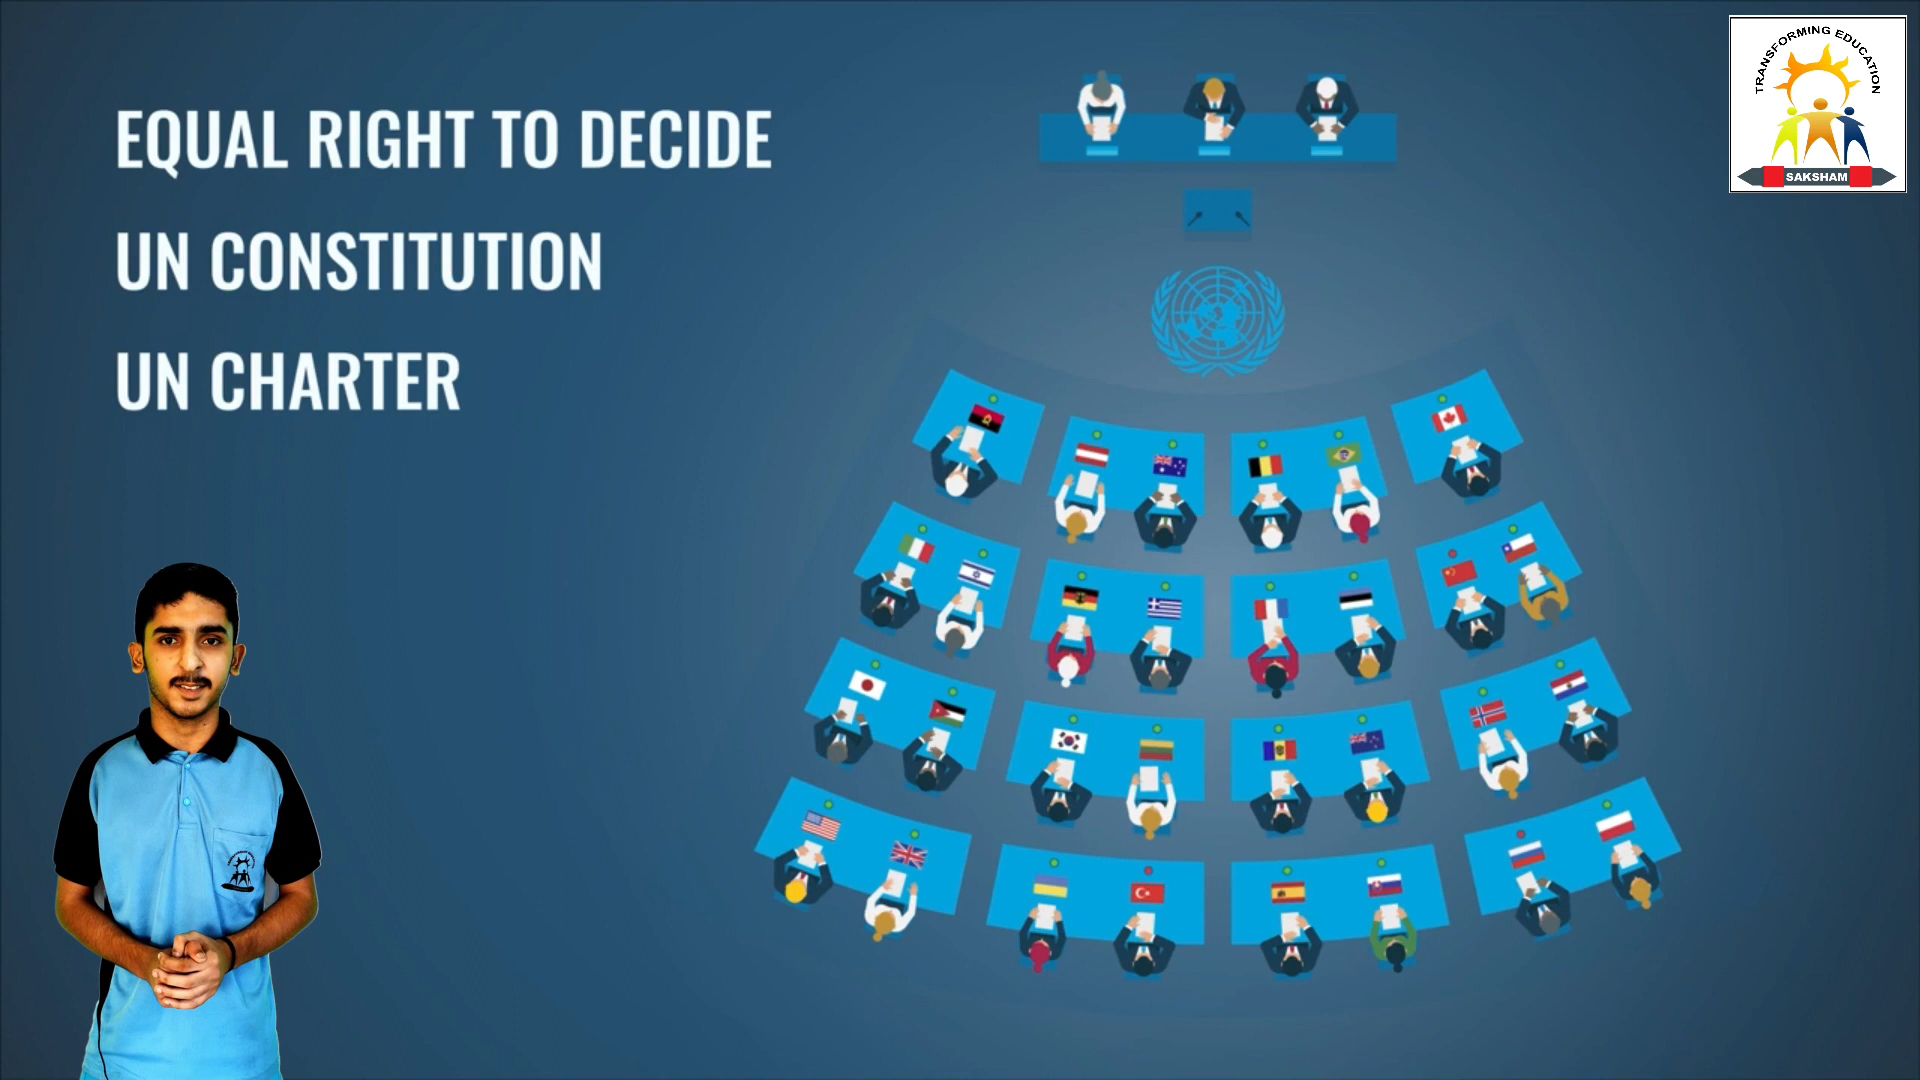 EQUAL RIGHT TO DECIDE
UN CONSTITUTION
UN CHARTER
TRANSFORMING EDUCATION
SAKSHAM